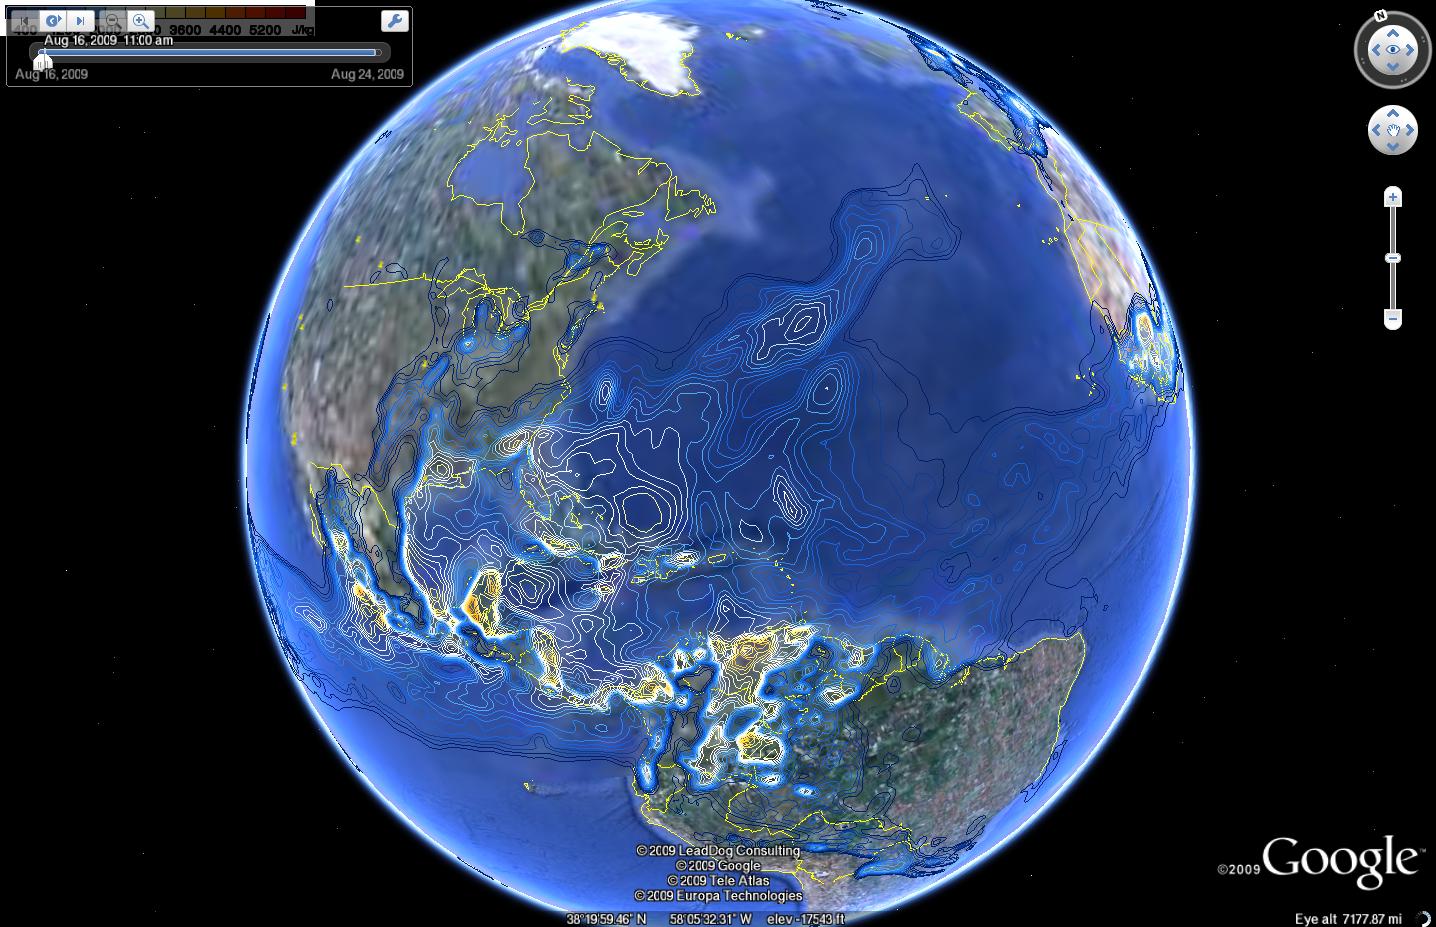 400 3600 4400 5200 J/kg
Aug 16, 2009 11:00 am
Aug 16, 2009 Aug 24, 2009
N
© 2009 LeadDog Consulting
© 2009 Google
© 2009 Tele Atlas
© 2009 Europa Technologies
©2009 Google™
38°19'59.46" N 58°05'32.31" W elev -17543 ft
Eye alt 7177.87 mi